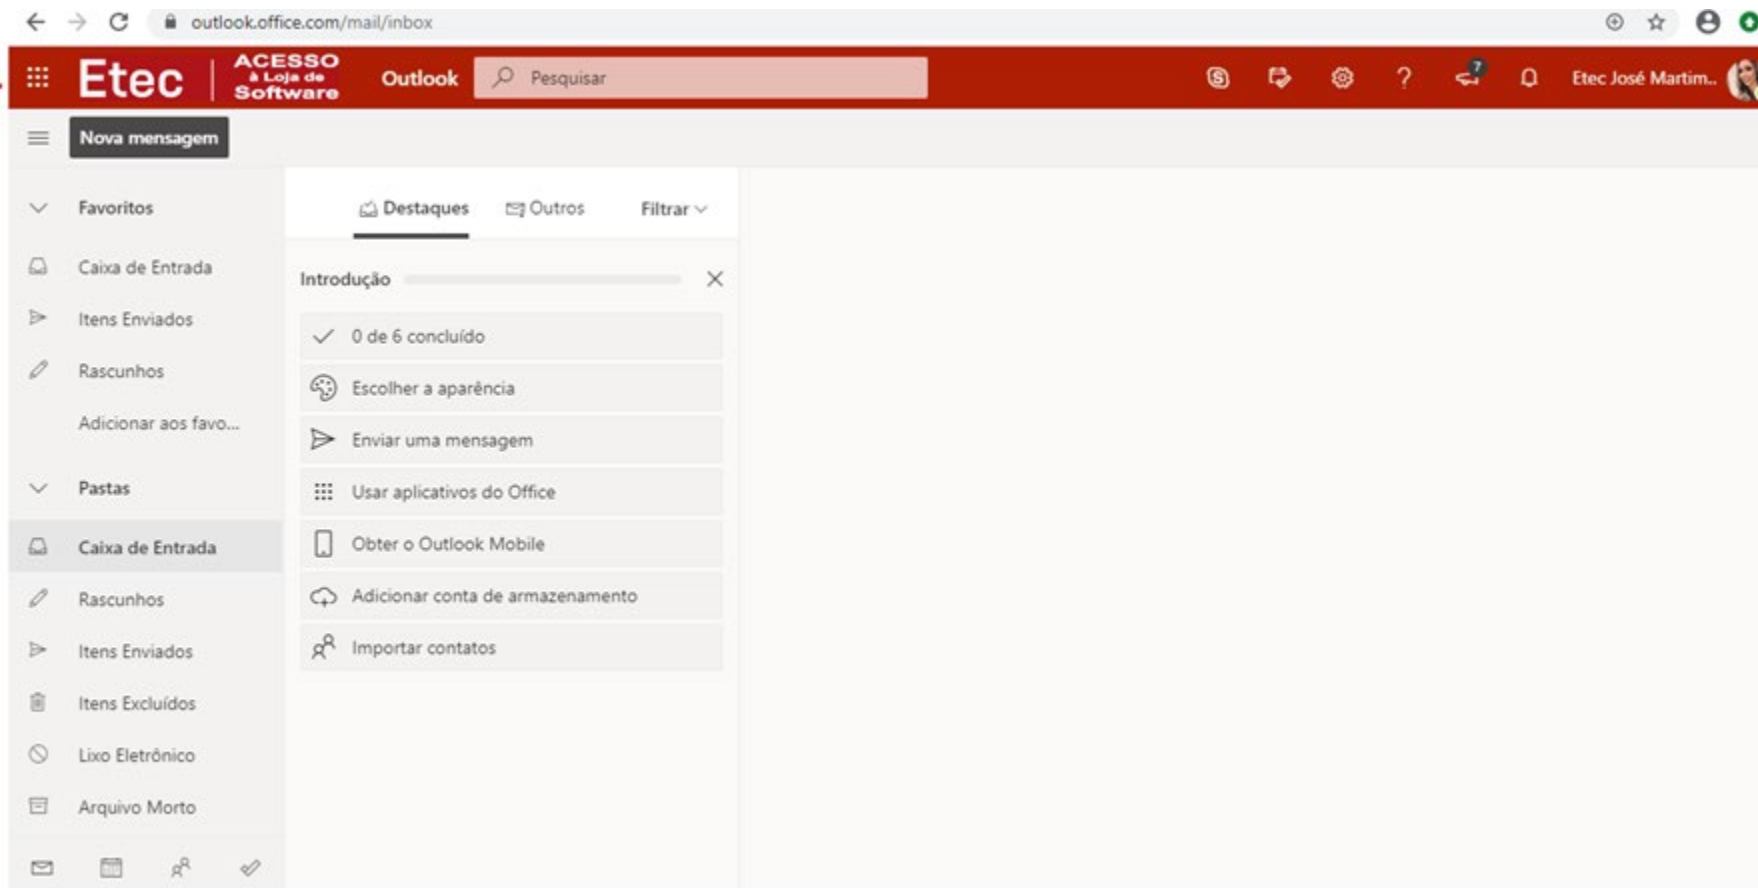 outlook.office.com/mail/inbox
Etec
ACESSO
à Loja de
Software
Outlook
Pesquisar
?
7
Etec José Martim..
Nova mensagem
Favoritos
Caixa de Entrada
Itens Enviados
Rascunhos
Adicionar aos favo...
Pastas
Caixa de Entrada
Rascunhos
Itens Enviados
Itens Excluídos
Lixo Eletrônico
Arquivo Morto
Destaques Outros Filtrar
Introdução
0 de 6 concluído
Escolher a aparência
Enviar uma mensagem
Usar aplicativos do Office
Obter o Outlook Mobile
Adicionar conta de armazenamento
Importar contatos